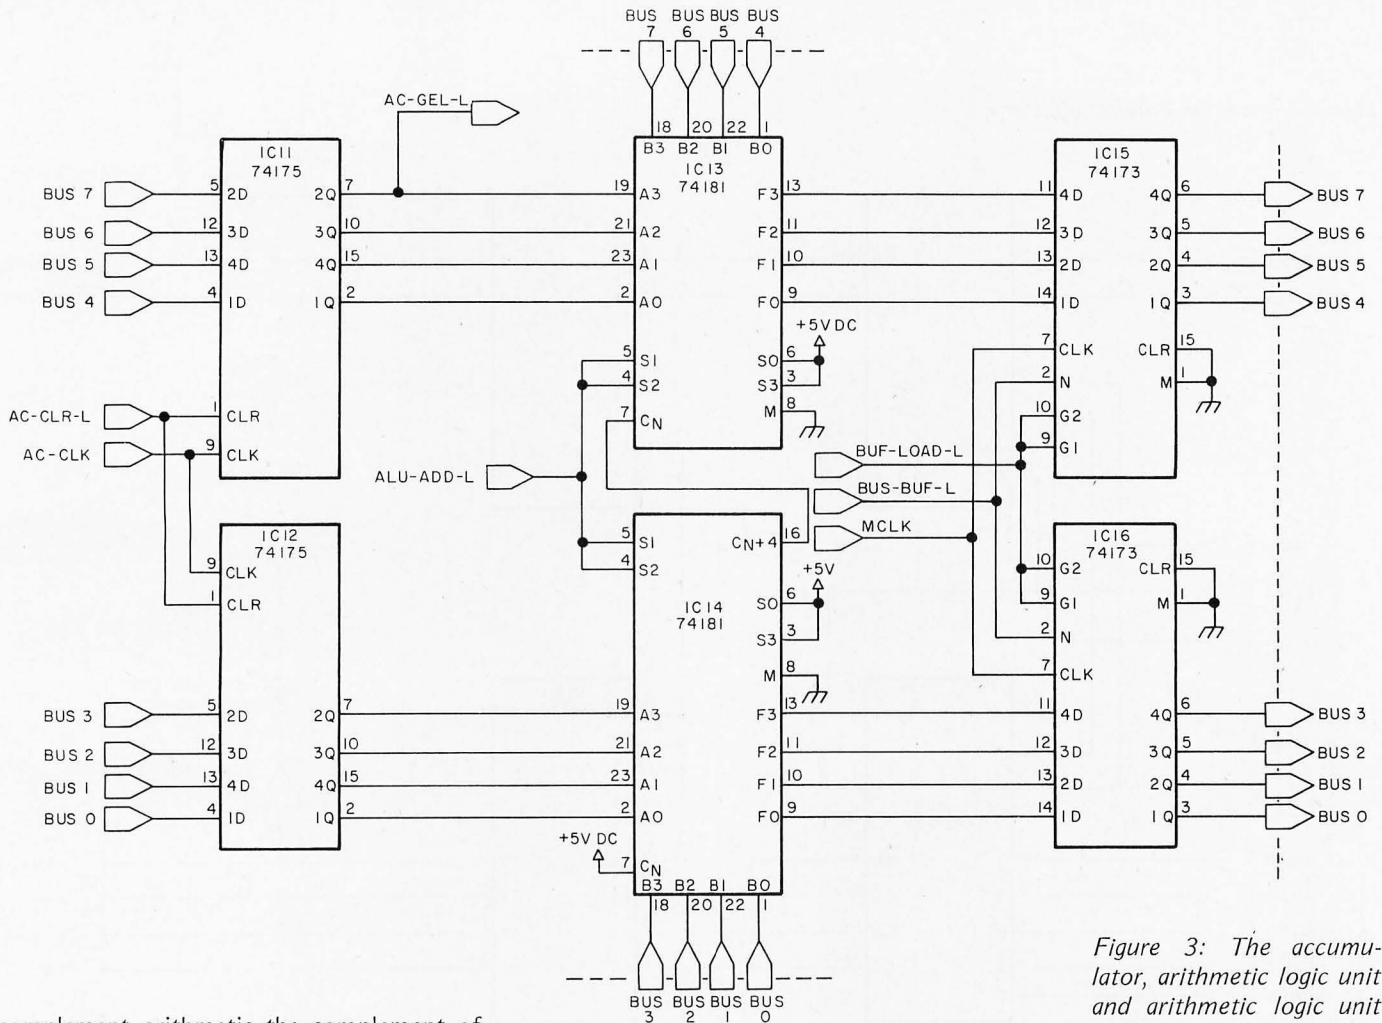 BUS 7
BUS 6
BUS 5
BUS 4
AC-GEL-L
IC11
74175
BUS 7
5
2D
2Q
7
BUS 6
12
3D
3Q
10
BUS 5
13
4D
4Q
15
BUS 4
4
1D
1Q
2
AC-CLR-L
1
CLR
AC-CLK
9
CLK
18
20
22
1
B3
B2
B1
B0
IC13
74181
19
A3
F3
13
21
A2
F2
11
23
A1
F1
10
2
A0
F0
9
+5V DC
5
S1
S0
6
4
S2
S3
3
7
CN
M
8
IC15
74173
11
4D
4Q
6
BUS 7
12
3D
3Q
5
BUS 6
13
2D
2Q
4
BUS 5
14
1D
1Q
3
BUS 4
7
CLK
CLR
15
2
N
M
1
10
G2
9
G1
ALU-ADD-L
BUF-LOAD-L
BUS-BUF-L
MCLK
IC12
74175
9
CLK
1
CLR
BUS 3
5
2D
2Q
7
BUS 2
12
3D
3Q
10
BUS 1
13
4D
4Q
15
BUS 0
4
1D
1Q
2
5
S1
CN+4
16
4
S2
+5V
IC14
74181
S0
6
S3
3
M
8
19
A3
F3
13
21
A2
F2
11
23
A1
F1
10
2
A0
F0
9
+5V DC
7
CN
B3
B2
B1
B0
18
20
22
1
BUS 3
BUS 2
BUS 1
BUS 0
IC16
74173
10
G2
CLR
15
9
G1
M
1
2
N
7
CLK
11
4D
4Q
6
BUS 3
12
3D
3Q
5
BUS 2
13
2D
2Q
4
BUS 1
14
1D
1Q
3
BUS 0
Figure 3: The accumu-
lator, arithmetic logic unit
and arithmetic logic unit
complement arithmetic the complement of